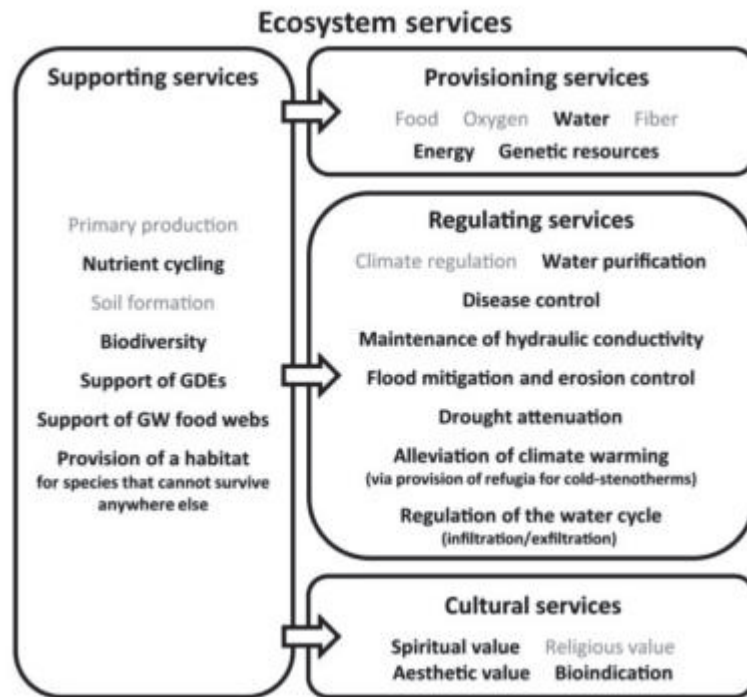 Ecosystem services
Supporting services
Primary production
Nutrient cycling
Soil formation
Biodiversity
Support of GDEs
Support of GW food webs
Provision of a habitat
for species that cannot survive
anywhere else
Provisioning services
Food Oxygen Water Fiber
Energy Genetic resources
Regulating services
Climate regulation Water purification
Disease control
Maintenance of hydraulic conductivity
Flood mitigation and erosion control
Drought attenuation
Alleviation of climate warming
(via provision of refugia for cold-stenotherms)
Regulation of the water cycle
(infiltration/exfiltration)
Cultural services
Spiritual value Religious value
Aesthetic value Bioindication